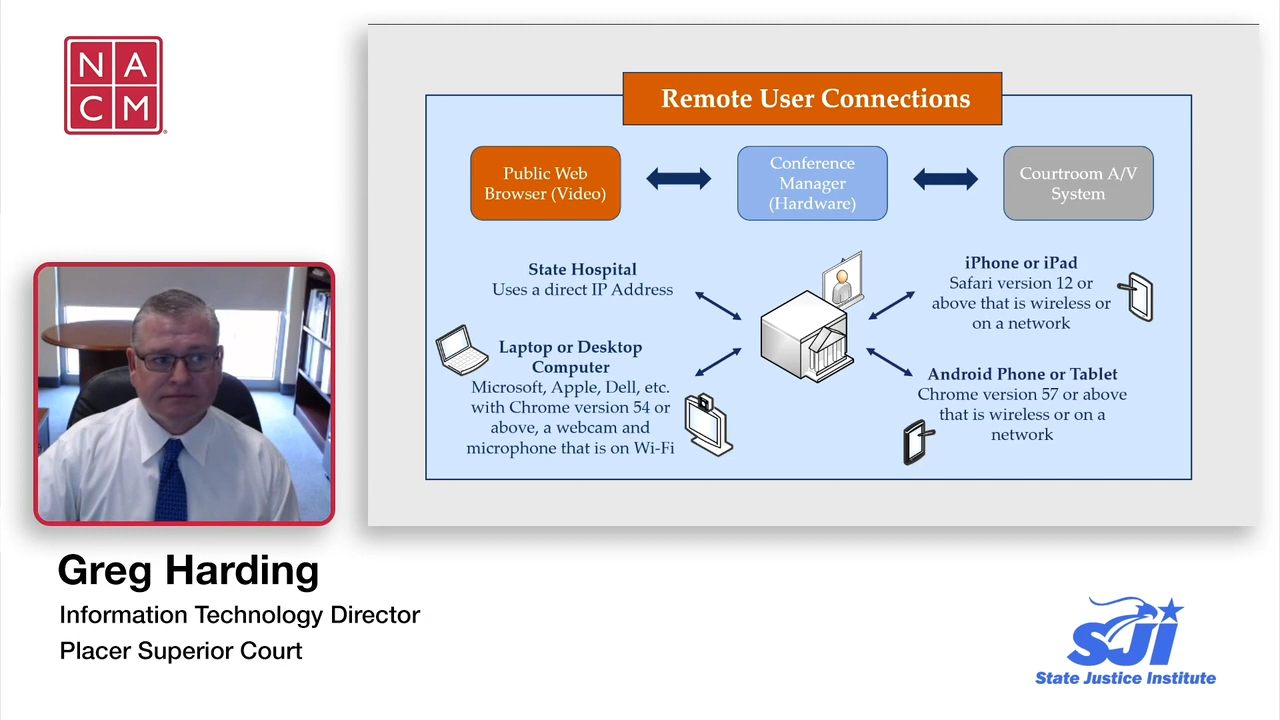 N A
C M
Remote User Connections
Public Web
Browser (Video)
Conference
Manager
(Hardware)
Courtroom A/V
System
State Hospital
Uses a direct IP Address
Laptop or Desktop
Computer
Microsoft, Apple, Dell, etc.
with Chrome version 54 or
above, a webcam and
microphone that is on Wi-Fi
iPhone or iPad
Safari version 12 or
above that is wireless or
on a network
Android Phone or Tablet
Chrome version 57 or above
that is wireless or on a
network
Greg Harding
Information Technology Director
Placer Superior Court
SJI
State Justice Institute